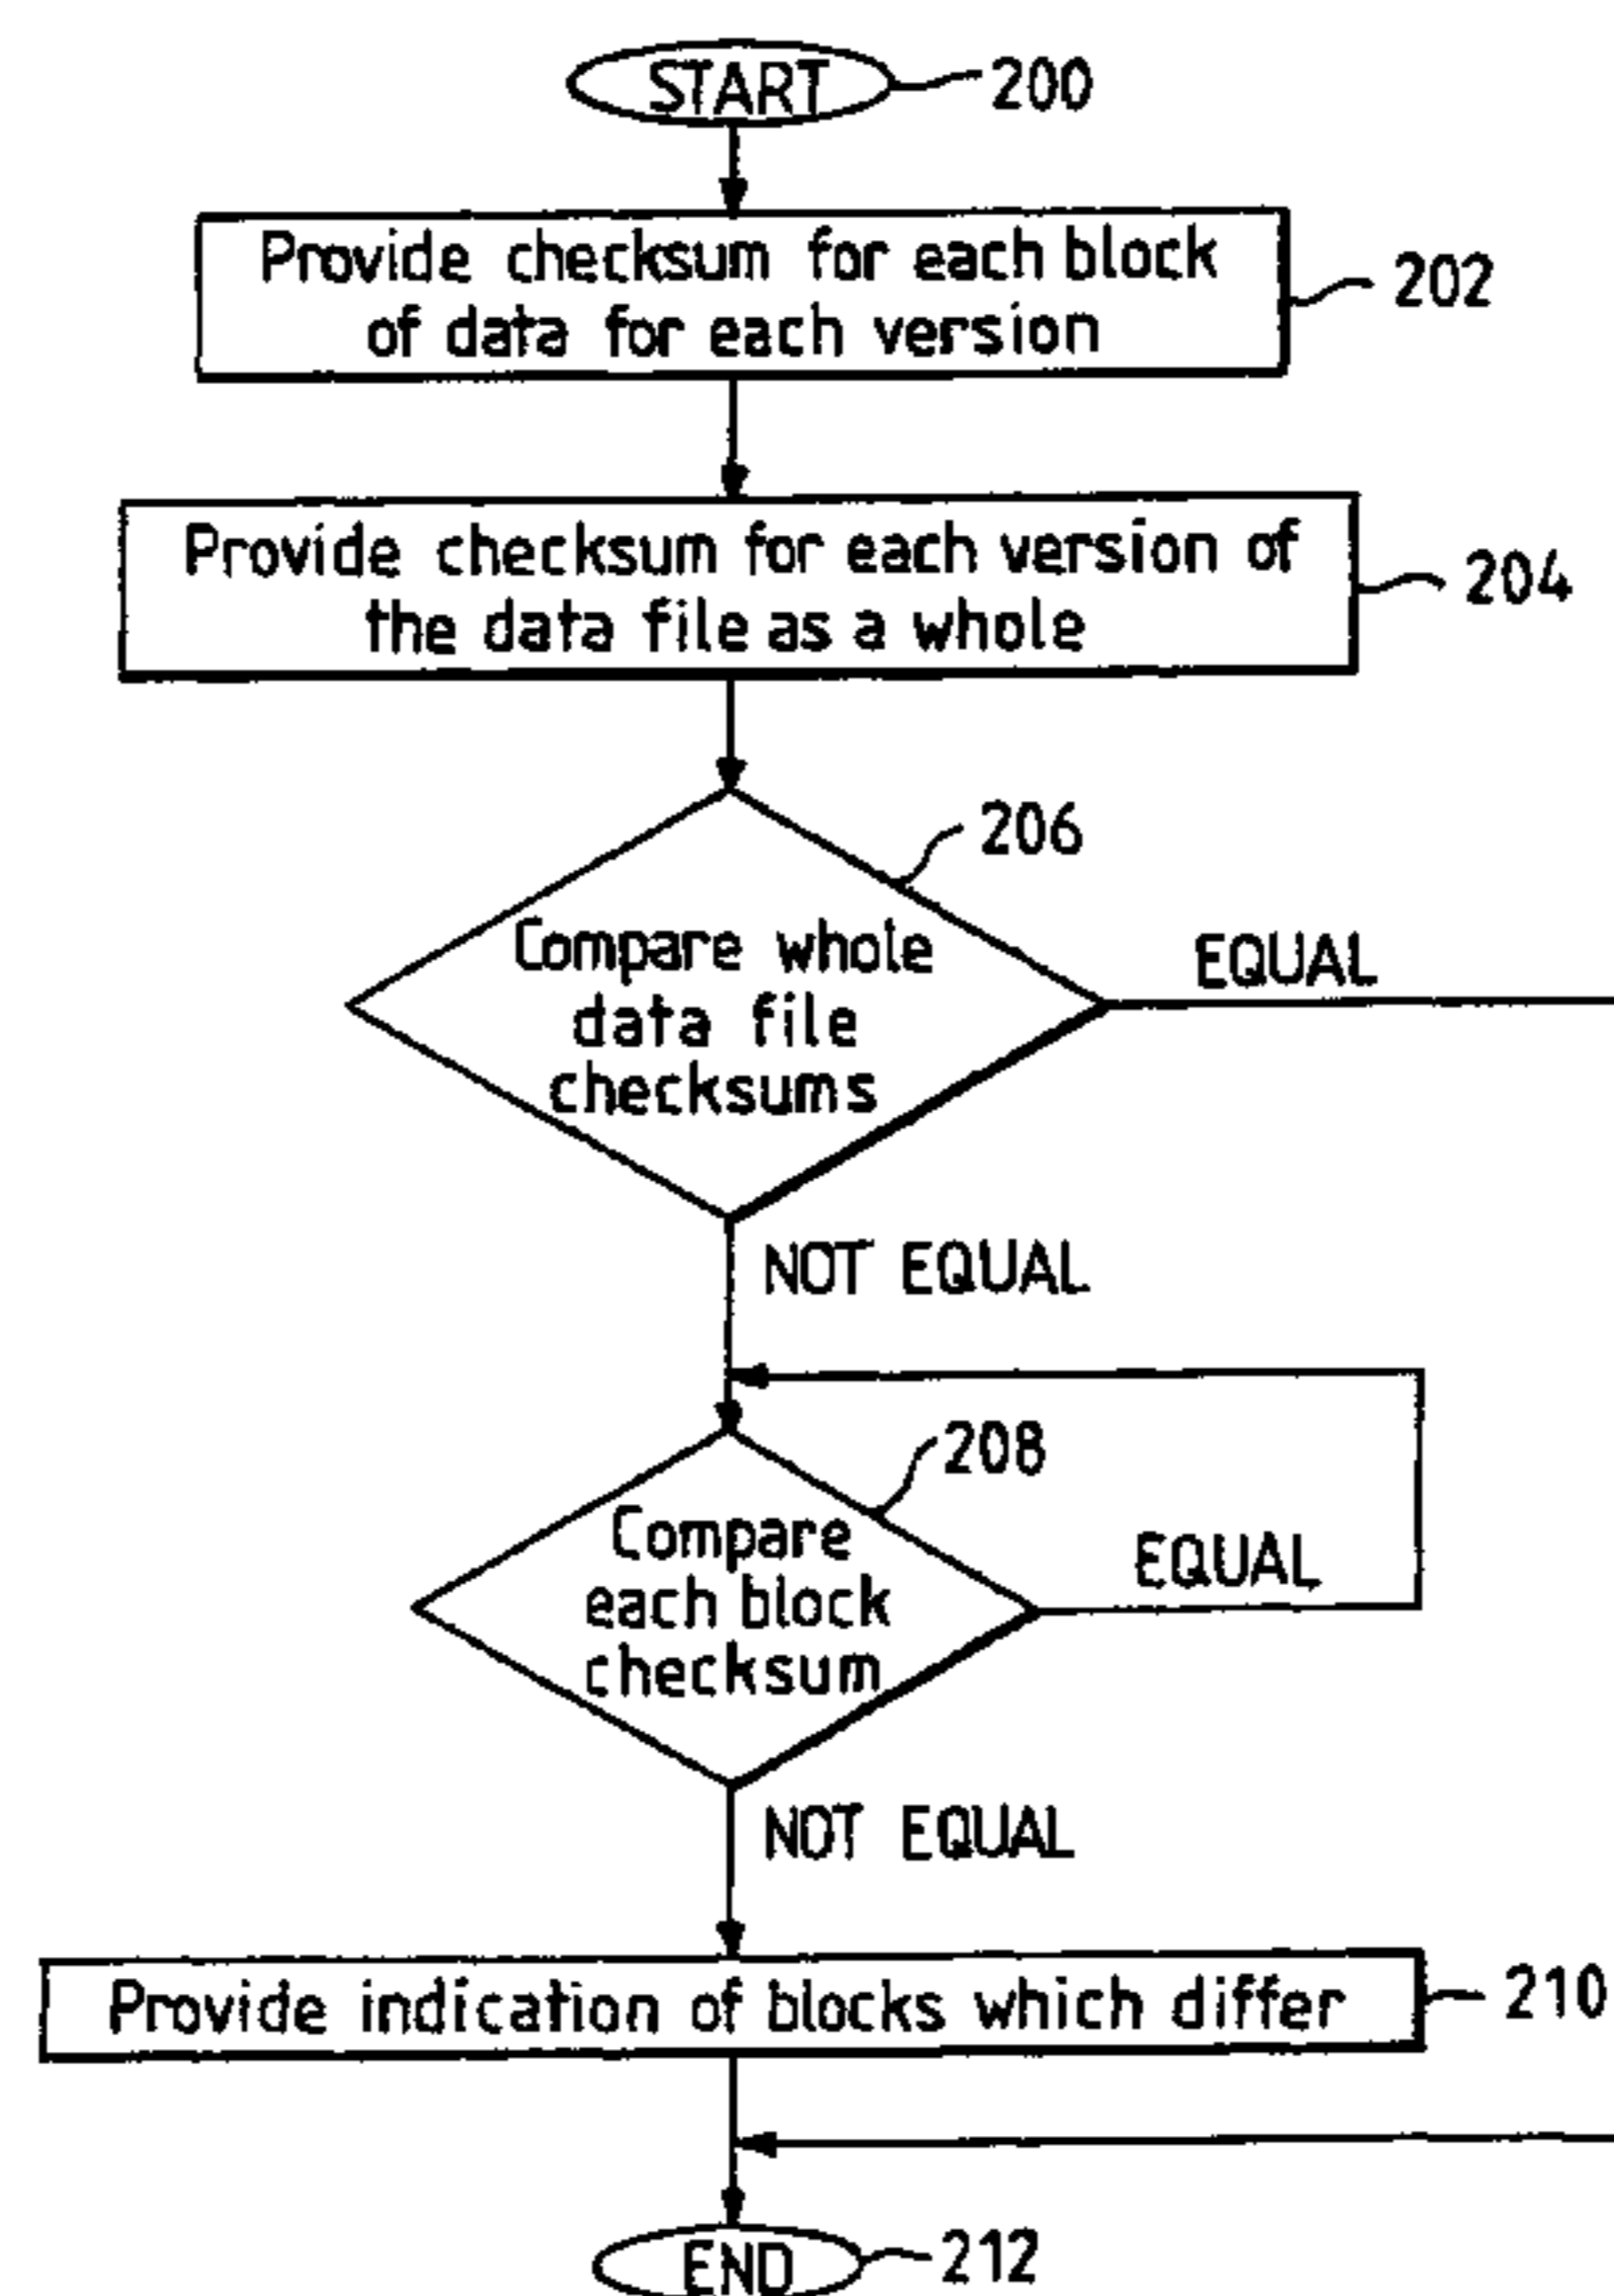 START
200
Provide checksum for each block
of data for each version
202
Provide checksum for each version of
the data file as a whole
204
206
Compare whole
data file
checksums
EQUAL
NOT EQUAL
208
Compare
each block
checksum
EQUAL
NOT EQUAL
Provide indication of blocks which differ
210
END
212